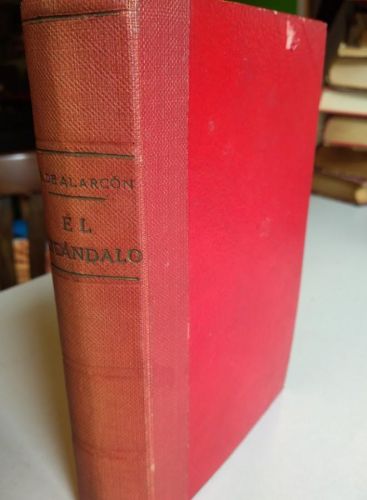 DE ALARCÓN
EL
ESCÁNDALO